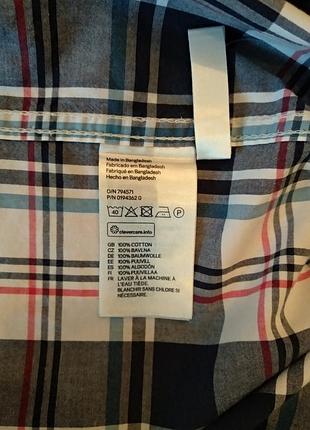 Made in Bangladesh
Fabricado em Bangladesh
Fabriqué en Bangladesh
Hecho en Bangladesh
O/N 794571
P/N 0194362 0
40 P
clevercare.info
GB 100% COTTON
CZ 100% BAVLNA
DE 100% BAUMWOLLE
EE 100% PUUVILL
ES 100% ALGODÓN
FI 100% PUUVILLAA
FR LAVER À LA MACHINE À
L'EAU TIÈDE.
BLANCHIR SANS CHLORE SI
NÉCESSAIRE.